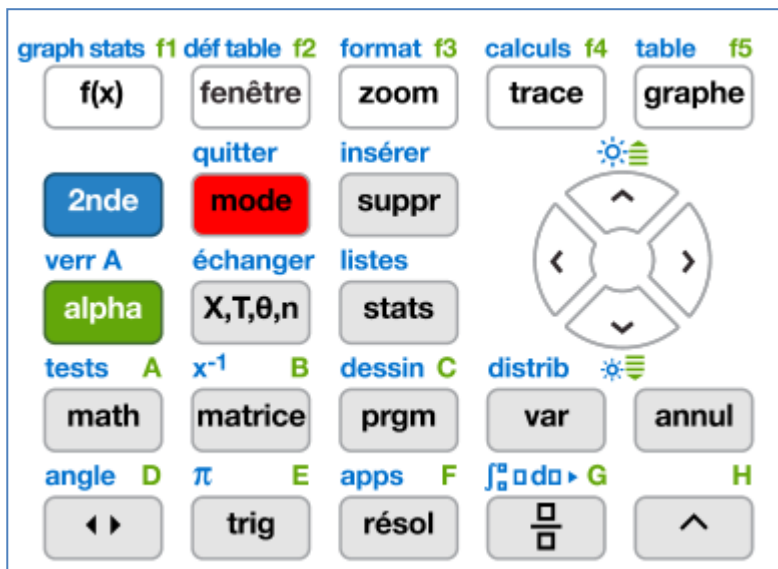 graph stats f1 déf table f2 format f3 calculs f4 table f5
f(x) fenêtre zoom trace graphe
quitter insérer
2nde mode suppr
verr A échanger listes
alpha X,T,θ,n stats
tests A x⁻¹ B dessin C distrib
math matrice prgm var annul
angle D π E apps F ∫▫▫ ▫d▫ ▸ G H
◂ ▸ trig résol ▫/▫ ^